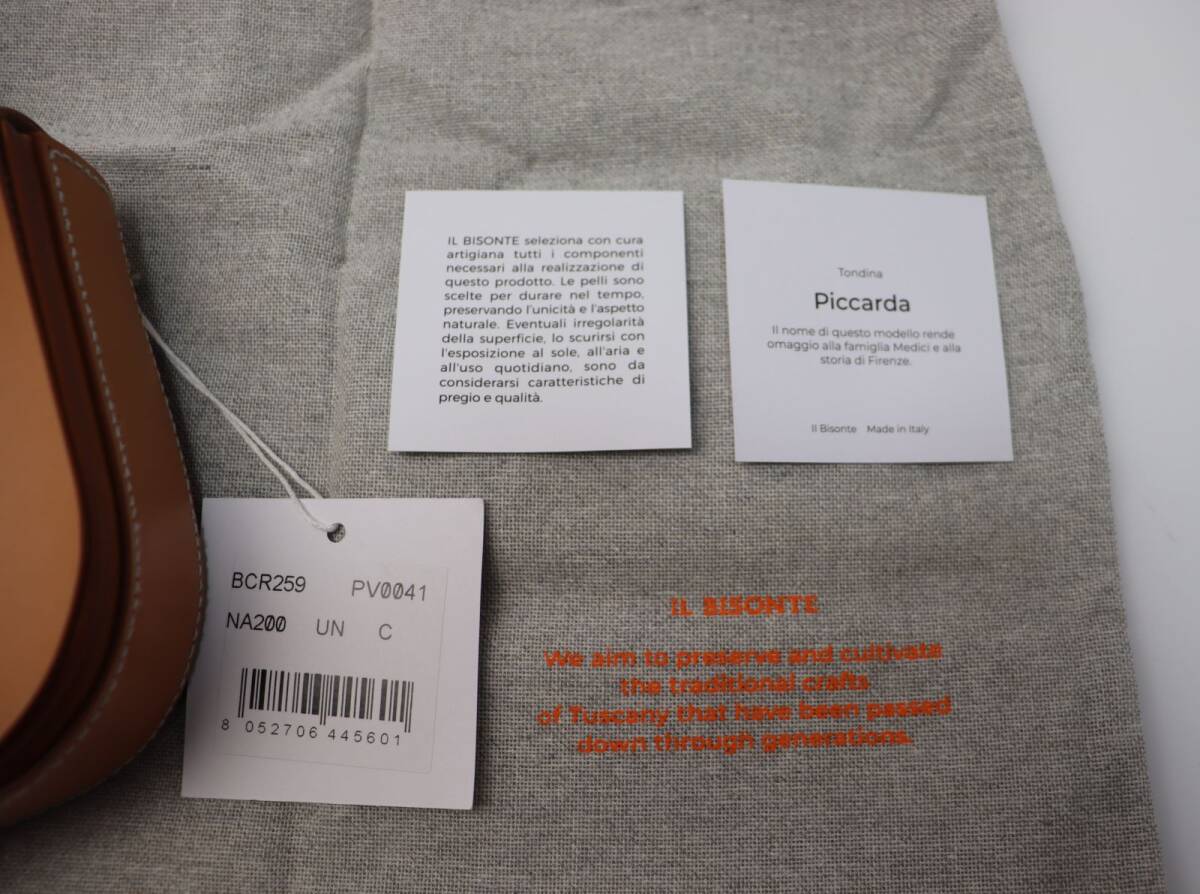 IL BISONTE seleziona con cura
artigiana tutti i componenti
necessari alla realizzazione di
questo prodotto. Le pelli sono
scelte per durare nel tempo,
preservando l'unicità e l'aspetto
naturale. Eventuali irregolarità
della superficie, lo scurirsi con
l'esposizione al sole, all'aria e
all'uso quotidiano, sono da
considerarsi caratteristiche di
pregio e qualità.
Tondina
Piccarda
Il nome di questo modello rende
omaggio alla famiglia Medici e alla
storia di Firenze.
Il Bisonte Made in Italy
BCR259 PV0041
NA200 UN C
8 052706 445601
IL BISONTE
We aim to preserve and cultivate
the traditional crafts
of Tuscany that have been passed
down through generations.